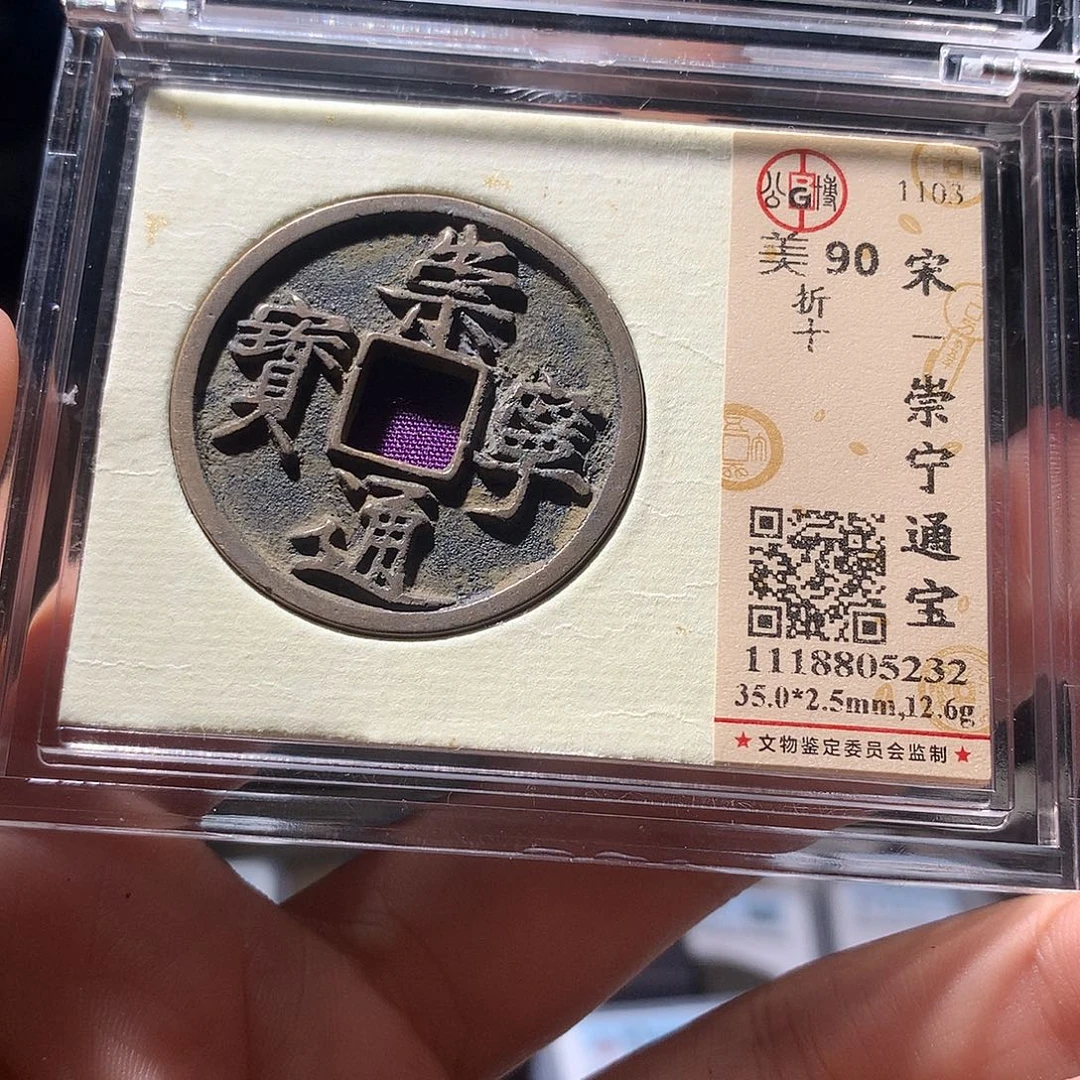 崇寧通寶
公博
1103
美 90
折十
宋一崇宁通宝
1118805232
35.0*2.5mm,12.6g
★ 文物鉴定委员会监制 ★